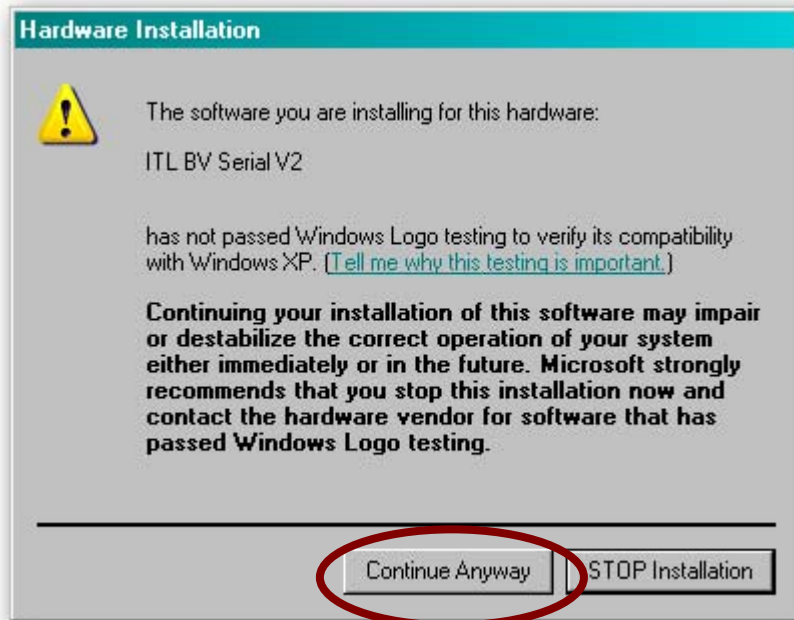 Hardware Installation
The software you are installing for this hardware:
ITL BV Serial V2
has not passed Windows Logo testing to verify its compatibility
with Windows XP. (Tell me why this testing is important.)
Continuing your installation of this software may impair
or destabilize the correct operation of your system
either immediately or in the future. Microsoft strongly
recommends that you stop this installation now and
contact the hardware vendor for software that has
passed Windows Logo testing.
Continue Anyway
STOP Installation